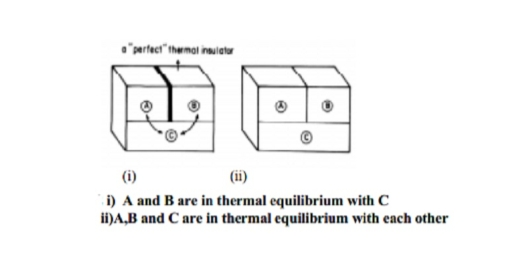 a "perfect" thermal insulator
A B
C
A B
C
(i) (ii)
i) A and B are in thermal equilibrium with C
ii)A,B and C are in thermal equilibrium with each other